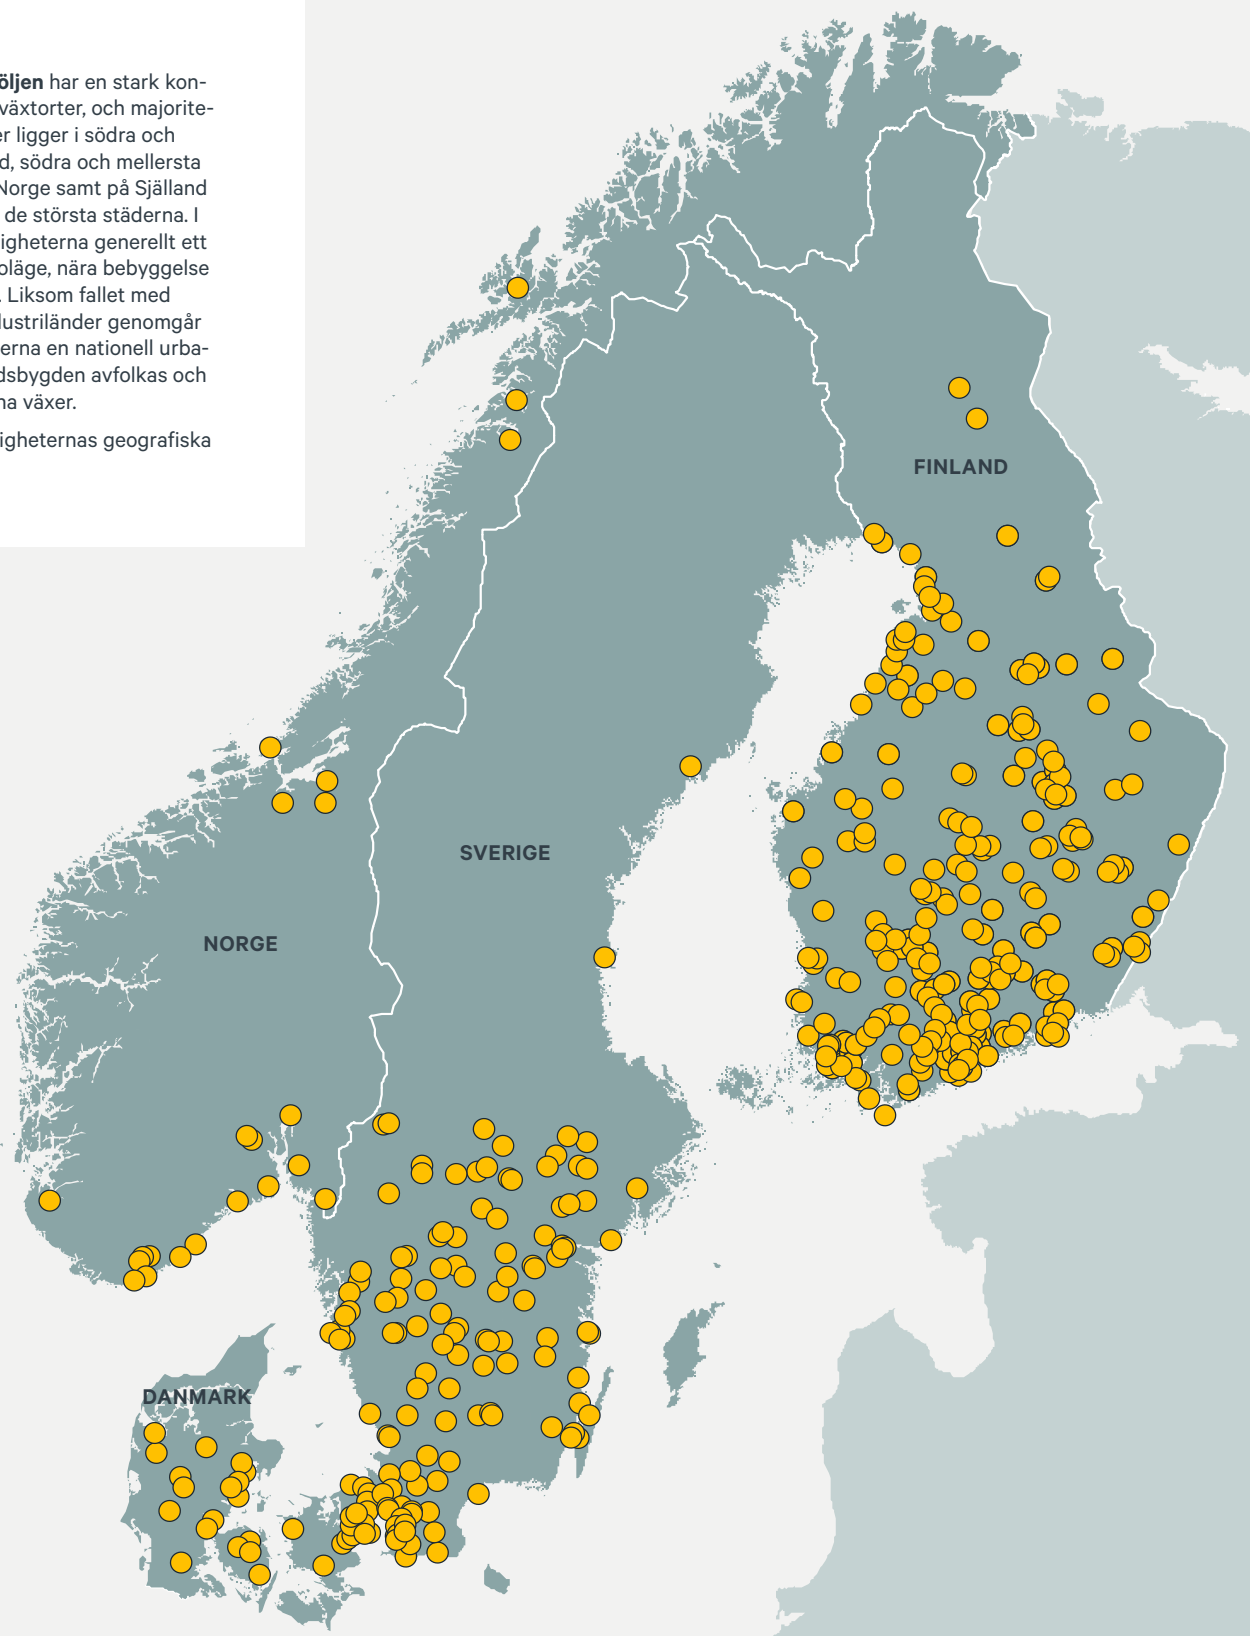 öljen har en stark kon-
växtorter, och majorite-
er ligger i södra och
d, södra och mellersta
Norge samt på Själland
de största städerna. I
igheterna generellt ett
oläge, nära bebyggelse
. Liksom fallet med
dustriländer genomgår
erna en nationell urba-
dsbygden avfolkas och
na växer.
igheternas geografiska
FINLAND
SVERIGE
NORGE
DANMARK